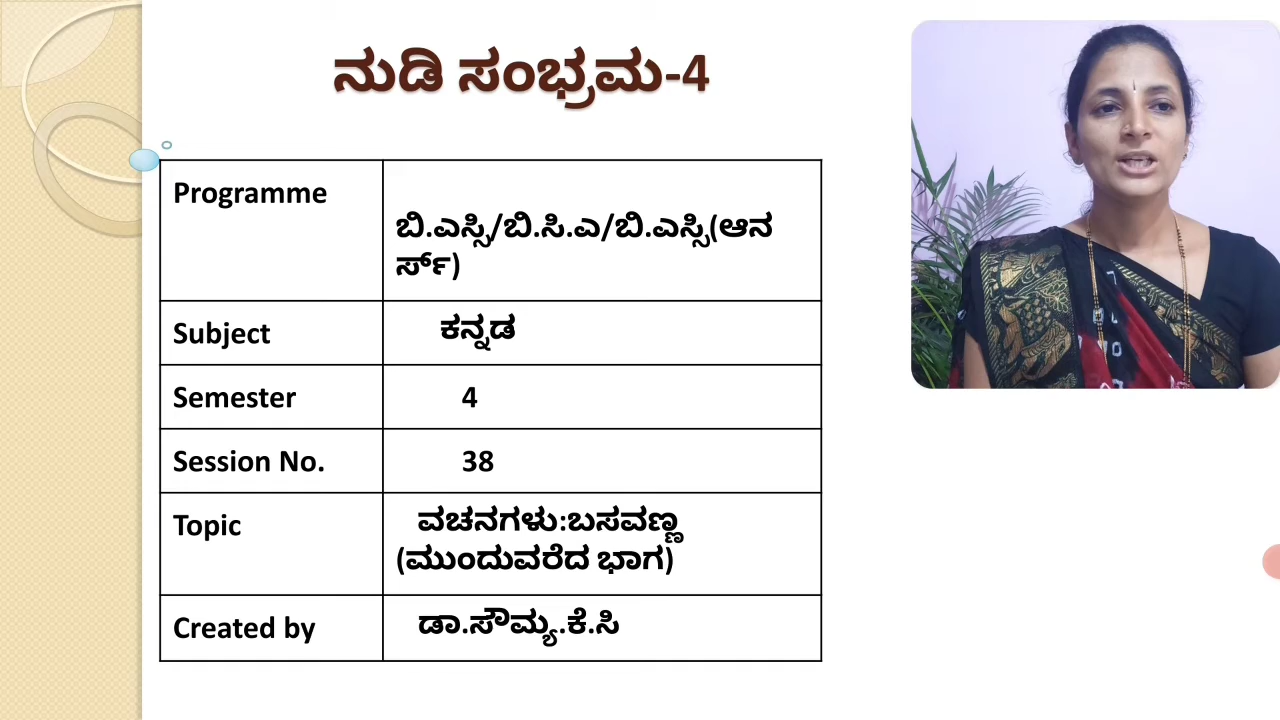 ನುಡಿ ಸಂಭ್ರಮ-4
Programme
ಬಿ.ಎಸ್ಸಿ/ಬಿ.ಸಿ.ಎ/ಬಿ.ಎಸ್ಸಿ(ಆನ
ರ್ಸ್)
Subject ಕನ್ನಡ
Semester 4
Session No. 38
Topic ವಚನಗಳು:ಬಸವಣ್ಣ
(ಮುಂದುವರೆದ ಭಾಗ)
Created by ಡಾ.ಸೌಮ್ಯ.ಕೆ.ಸಿ